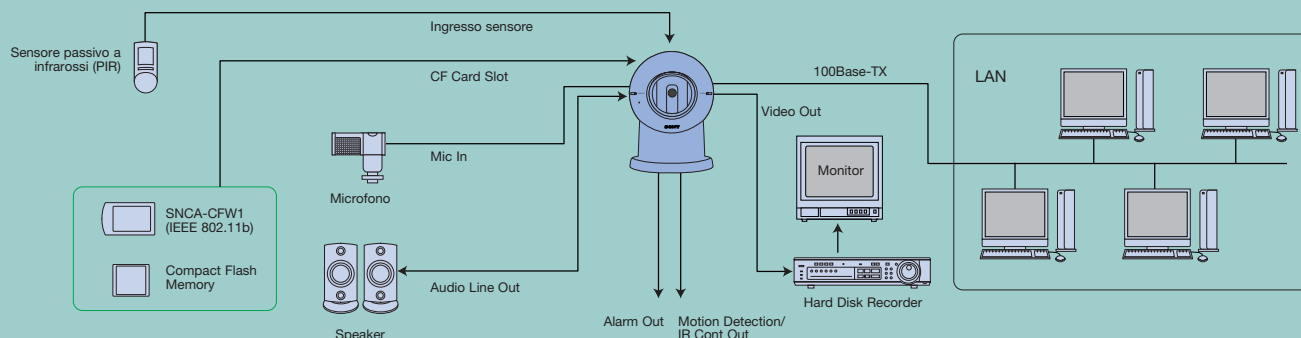 Ingresso sensore
Sensore passivo a
infrarossi (PIR)
CF Card Slot
100Base-TX
LAN
Video Out
SONY
Mic In
Monitor
Microfono
SNCA-CFW1
(IEEE 802.11b)
Compact Flash
Memory
Audio Line Out
Hard Disk Recorder
Speaker
Alarm Out
Motion Detection/
IR Cont Out